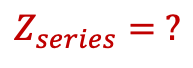 Z_series = ?